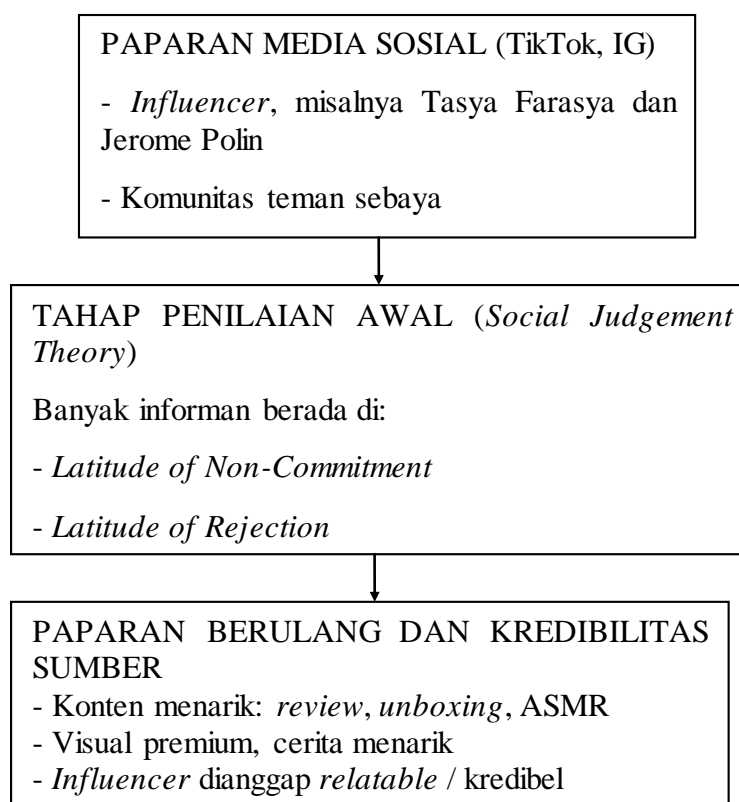 PAPARAN MEDIA SOSIAL (TikTok, IG)
- Influencer, misalnya Tasya Farasya dan
Jerome Polin
- Komunitas teman sebaya
TAHAP PENILAIAN AWAL (Social Judgement
Theory)
Banyak informan berada di:
- Latitude of Non-Commitment
- Latitude of Rejection
PAPARAN BERULANG DAN KREDIBILITAS
SUMBER
- Konten menarik: review, unboxing, ASMR
- Visual premium, cerita menarik
- Influencer dianggap relatable / kredibel